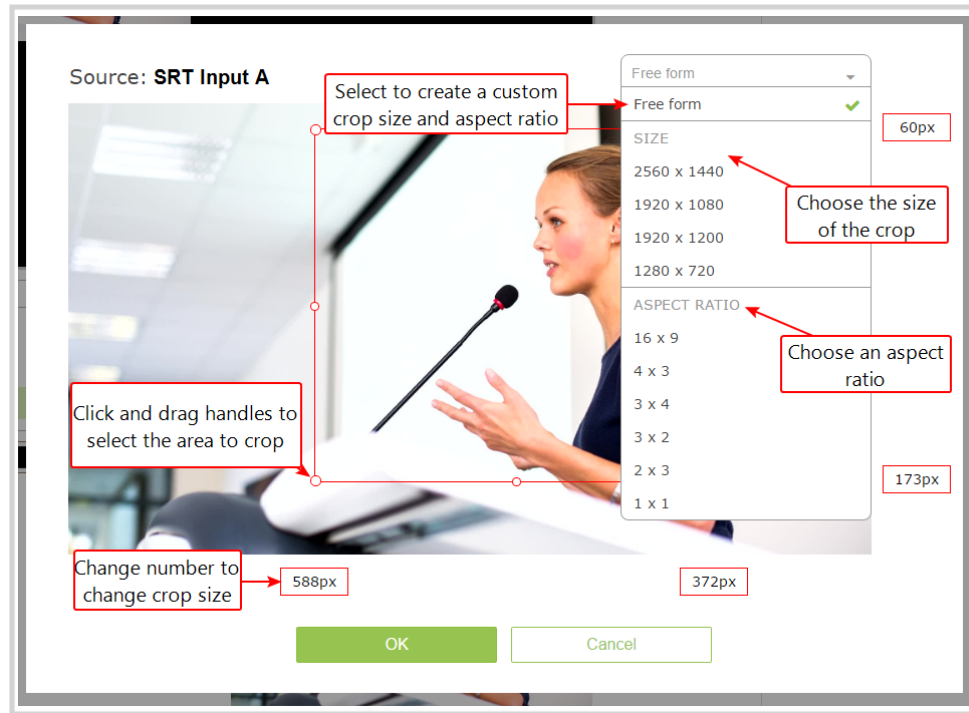 Source: SRT Input A
Select to create a custom
crop size and aspect ratio
Free form
Free form
60px
SIZE
2560 x 1440
1920 x 1080
1920 x 1200
1280 x 720
Choose the size
of the crop
ASPECT RATIO
16 x 9
4 x 3
3 x 4
3 x 2
2 x 3
1 x 1
Choose an aspect
ratio
Click and drag handles to
select the area to crop
173px
Change number to
change crop size
588px
372px
OK
Cancel